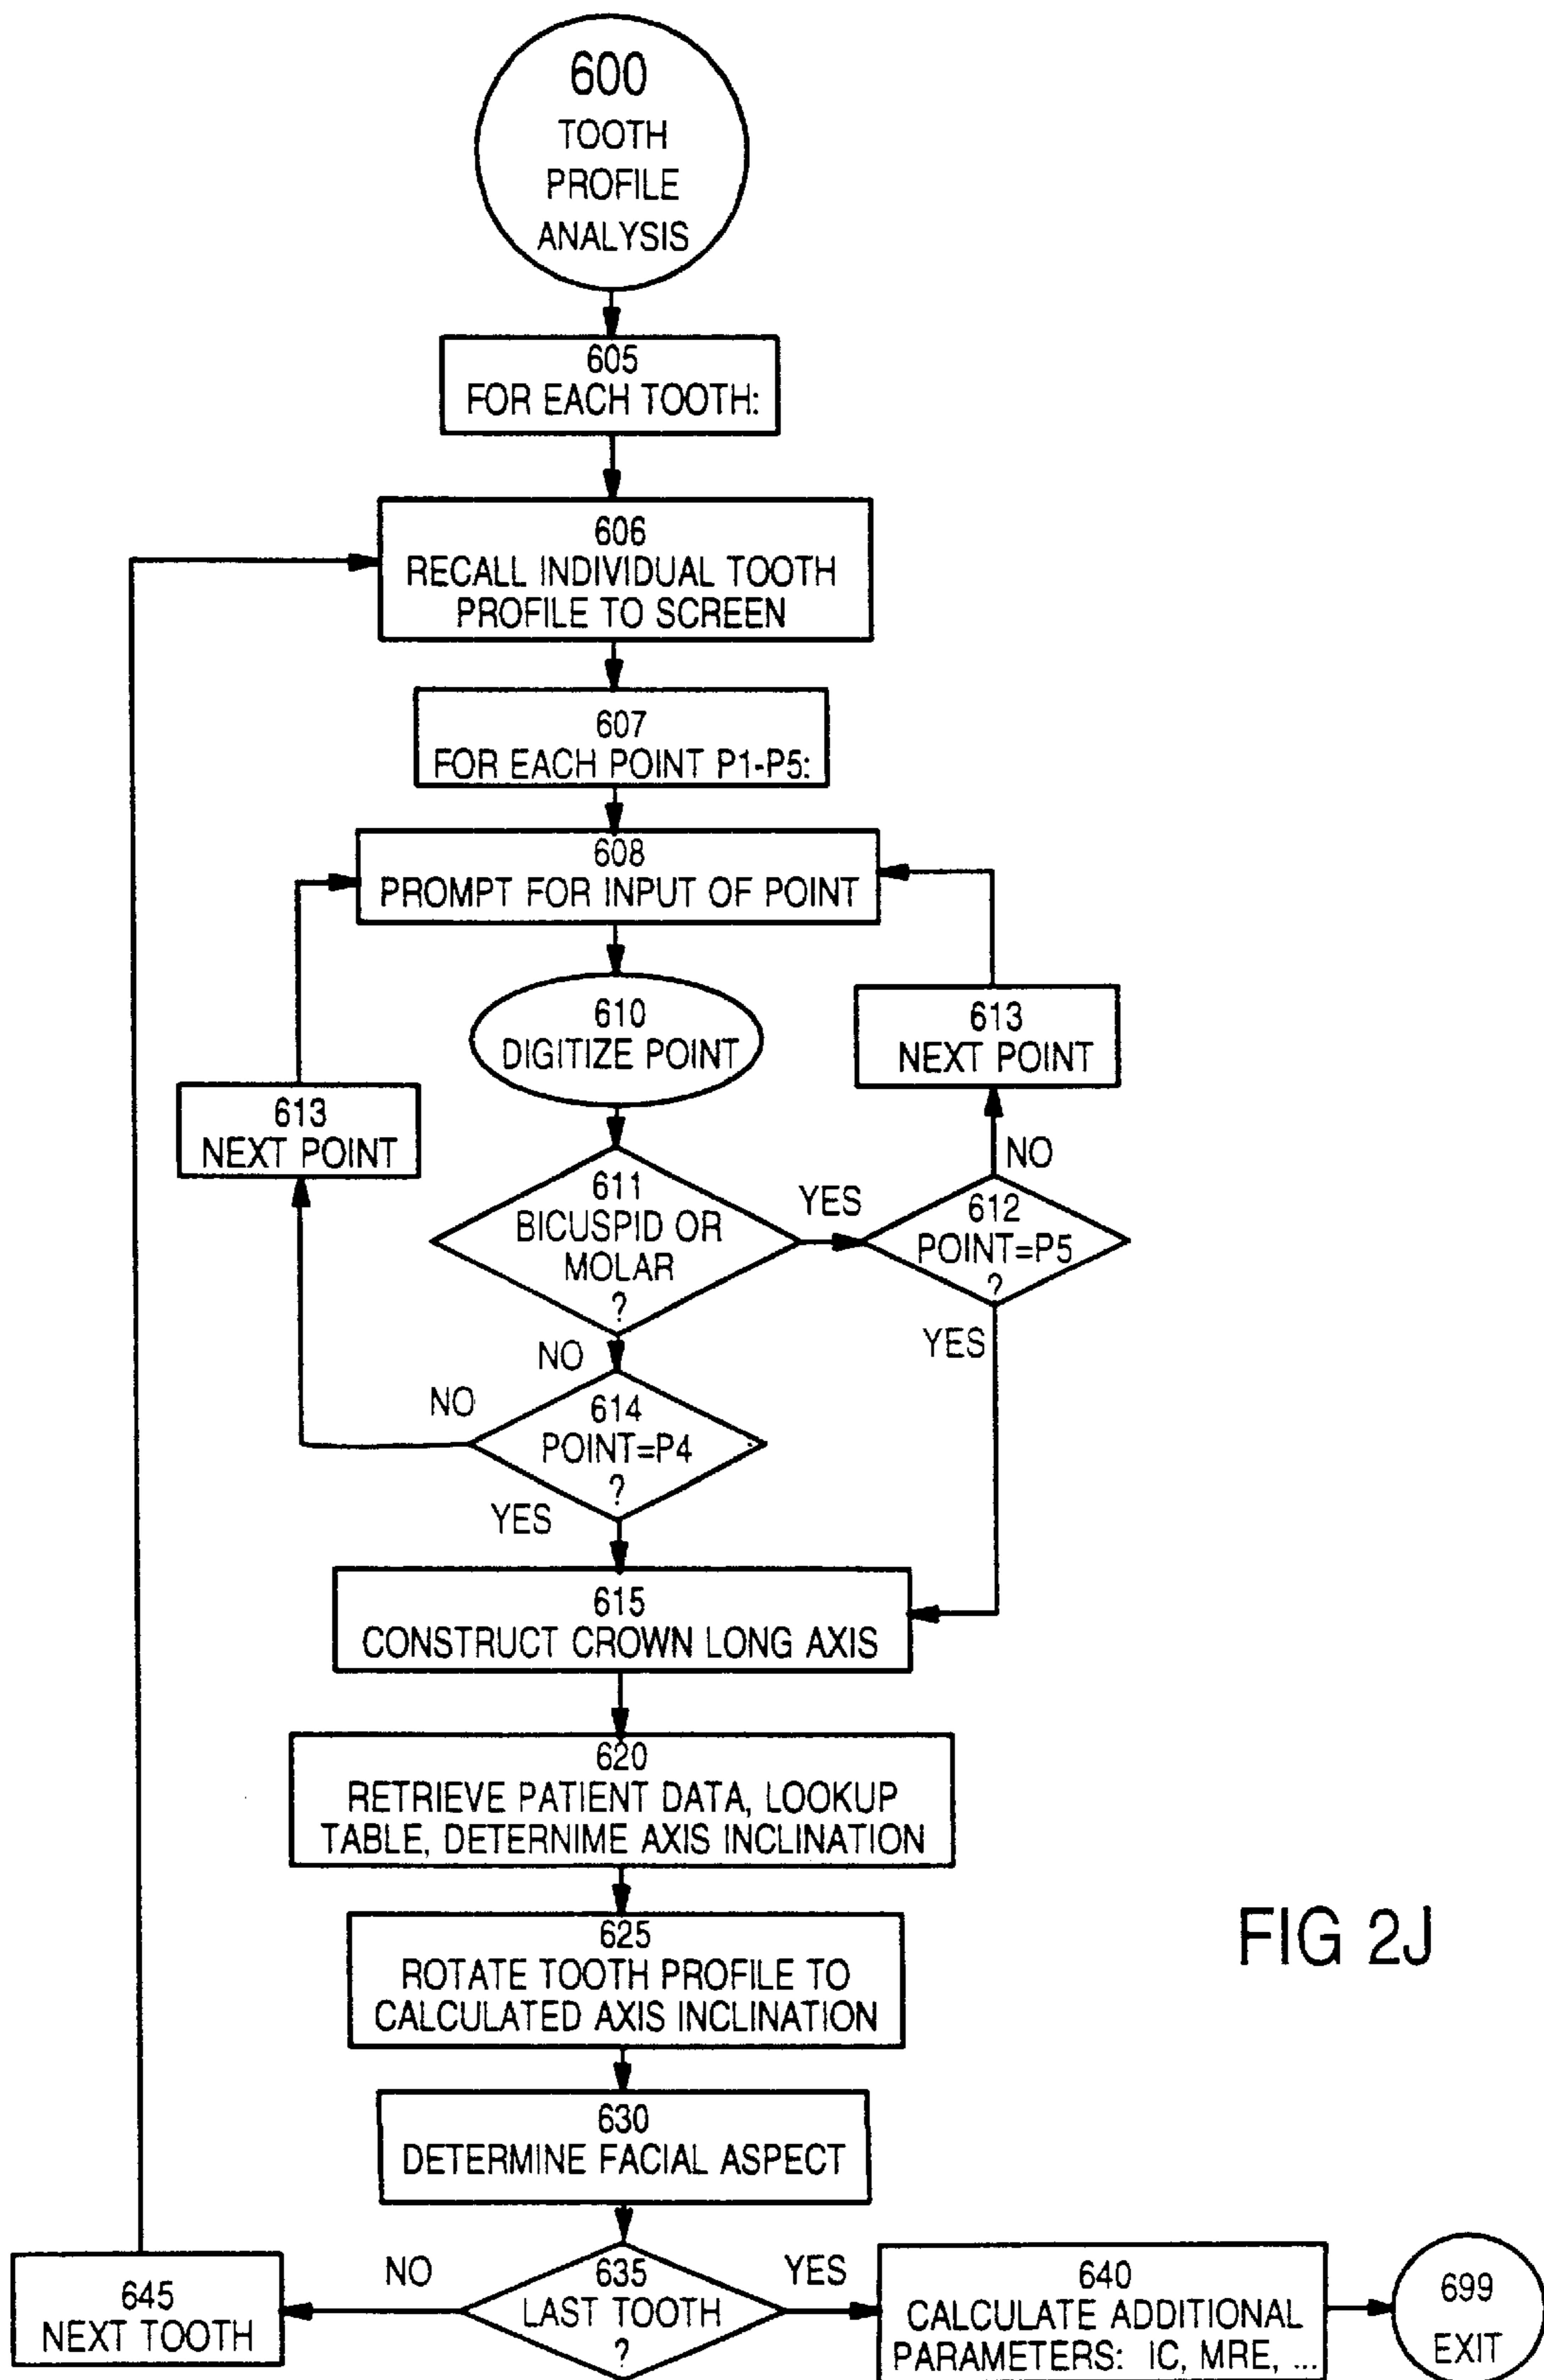 600
TOOTH
PROFILE
ANALYSIS
605
FOR EACH TOOTH:
606
RECALL INDIVIDUAL TOOTH
PROFILE TO SCREEN
607
FOR EACH POINT P1-P5:
608
PROMPT FOR INPUT OF POINT
610
DIGITIZE POINT
613
NEXT POINT
613
NEXT POINT
NO
611
BICUSPID OR
MOLAR
?
YES
612
POINT=P5
?
YES
NO
NO
614
POINT=P4
?
YES
615
CONSTRUCT CROWN LONG AXIS
620
RETRIEVE PATIENT DATA, LOOKUP
TABLE, DETERNIME AXIS INCLINATION
625
ROTATE TOOTH PROFILE TO
CALCULATED AXIS INCLINATION
FIG 2J
630
DETERMINE FACIAL ASPECT
645
NEXT TOOTH
NO
635
LAST TOOTH
?
YES
640
CALCULATE ADDITIONAL
PARAMETERS: IC, MRE, ...
699
EXIT